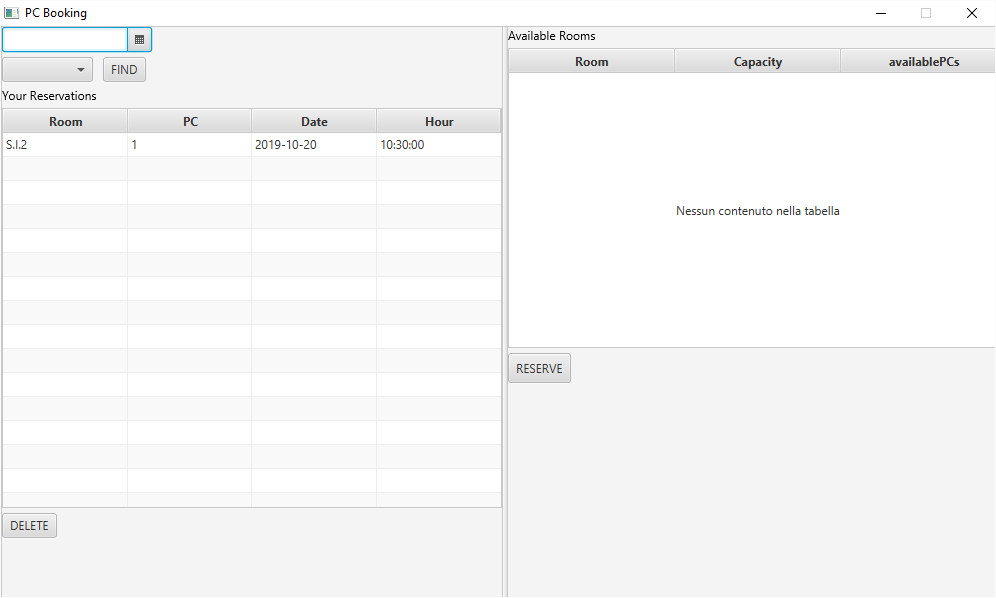 PC Booking
FIND
Your Reservations
Room PC Date Hour
S.I.2 1 2019-10-20 10:30:00
DELETE
Available Rooms
Room Capacity availablePCs
Nessun contenuto nella tabella
RESERVE